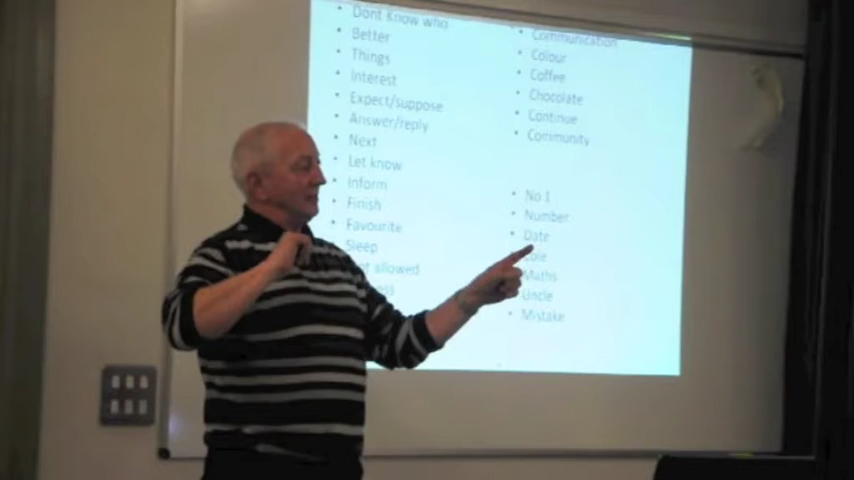 Dont Know who
Better
Things
Interest
Expect/suppose
Answer/reply
Next
Let know
Inform
Finish
Favourite
Sleep
allowed
Communication
Colour
Coffee
Chocolate
Continue
Community
No 1
Number
Date
Maths
Uncle
Mistake